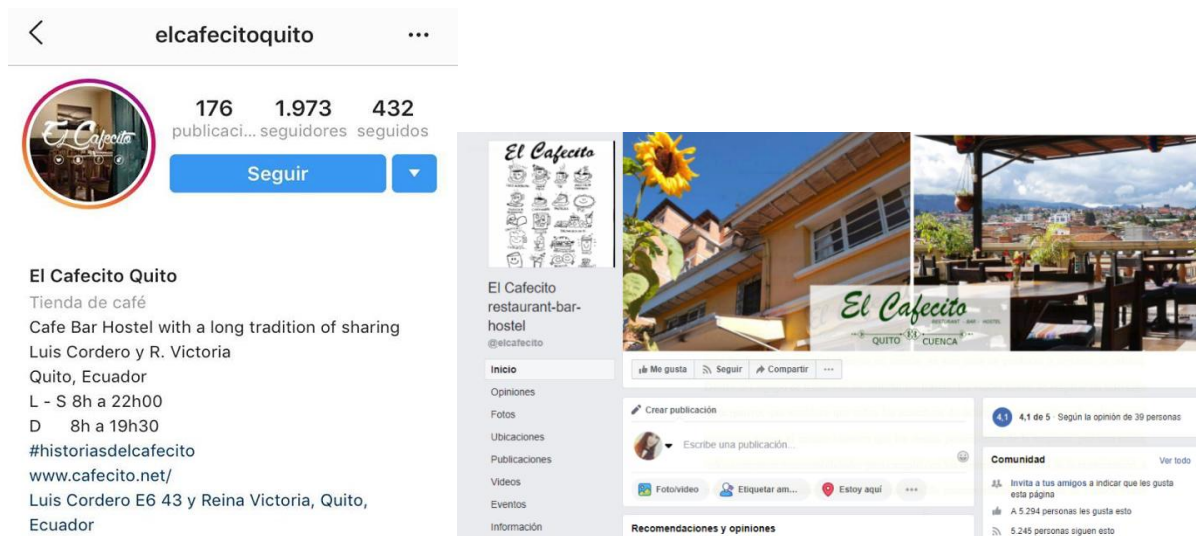 elcafecitoquito
176 1.973 432
publicaci... seguidores seguidos
El Cafecito
Seguir
El Cafecito Quito
Tienda de café
Cafe Bar Hostel with a long tradition of sharing
Luis Cordero y R. Victoria
Quito, Ecuador
L - S 8h a 22h00
D 8h a 19h30
#historiasdelcafecito
www.cafecito.net/
Luis Cordero E6 43 y Reina Victoria, Quito,
Ecuador
El Cafecito
El Cafecito
restaurant-bar-
hostel
@elcafecito
Inicio
Opiniones
Fotos
Ubicaciones
Publicaciones
Videos
Eventos
Información
El Cafecito
QUITO CUENCA
Me gusta Seguir Compartir ...
Crear publicación
Escribe una publicación...
Foto/video Etiquetar am... Estoy aquí ...
Recomendaciones y opiniones
4,1 4,1 de 5 · Según la opinión de 39 personas
Comunidad Ver todo
Invita a tus amigos a indicar que les gusta
esta página
A 5.294 personas les gusta esto
5.245 personas siguen esto